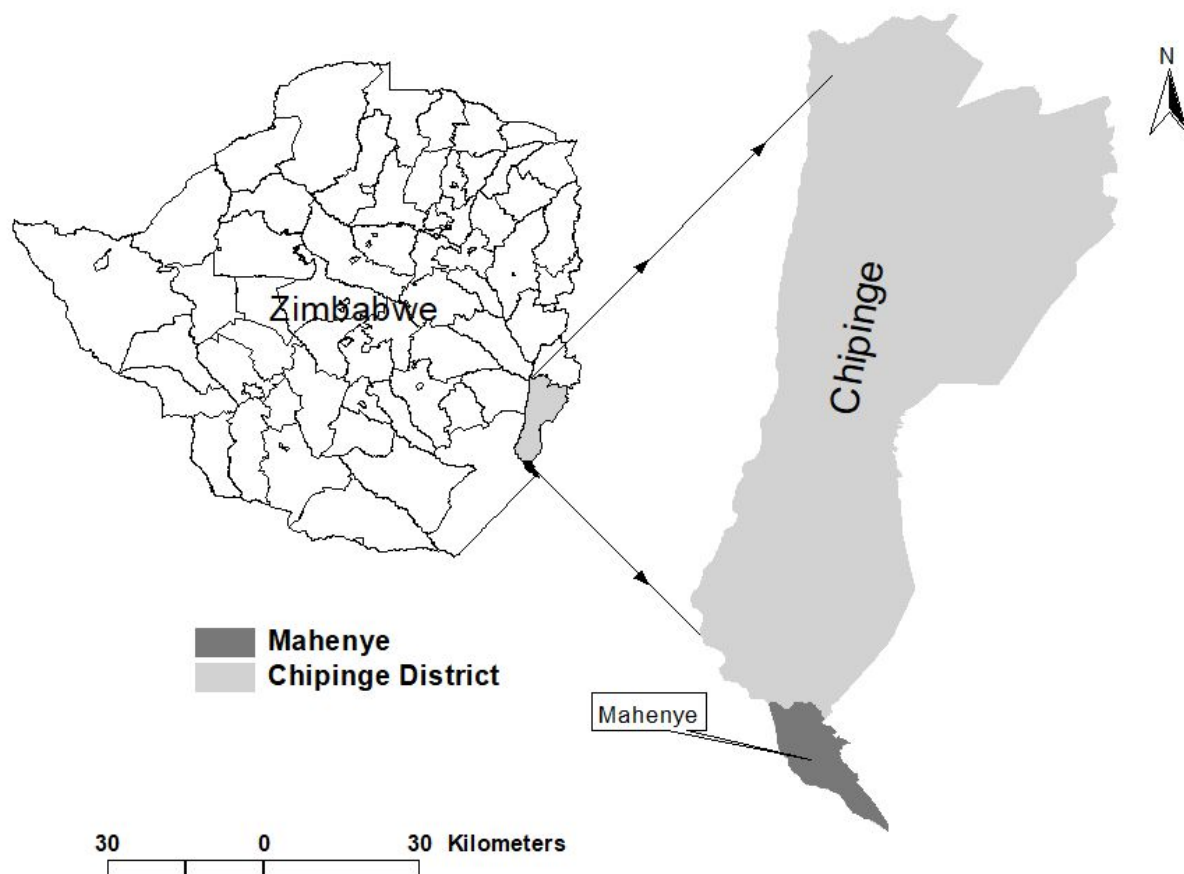 N
Zimbabwe
Chipinge
Mahenye
Chipinge District
Mahenye
30 0 30 Kilometers